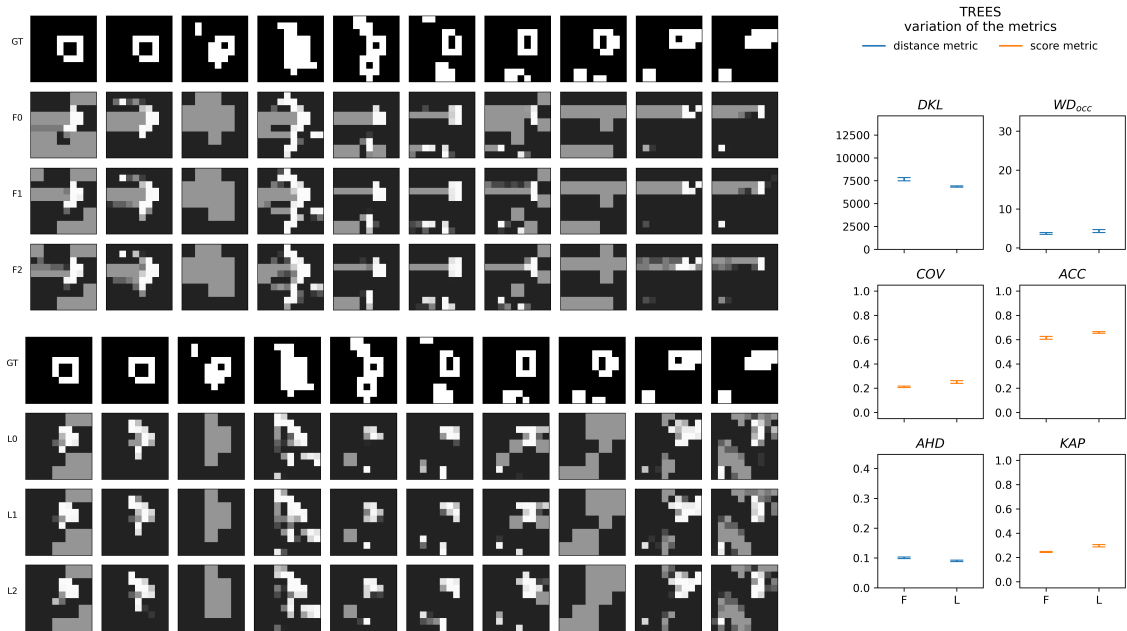 GT
F0
F1
F2
GT
L0
L1
L2
TREES
variation of the metrics
distance metric score metric
DKL WDocc
12500
10000
7500
5000
2500
0
30
20
10
0
COV ACC
1.0
0.8
0.6
0.4
0.2
0.0
1.0
0.8
0.6
0.4
0.2
0.0
AHD KAP
0.4
0.3
0.2
0.1
0.0
1.0
0.8
0.6
0.4
0.2
0.0
F L F L